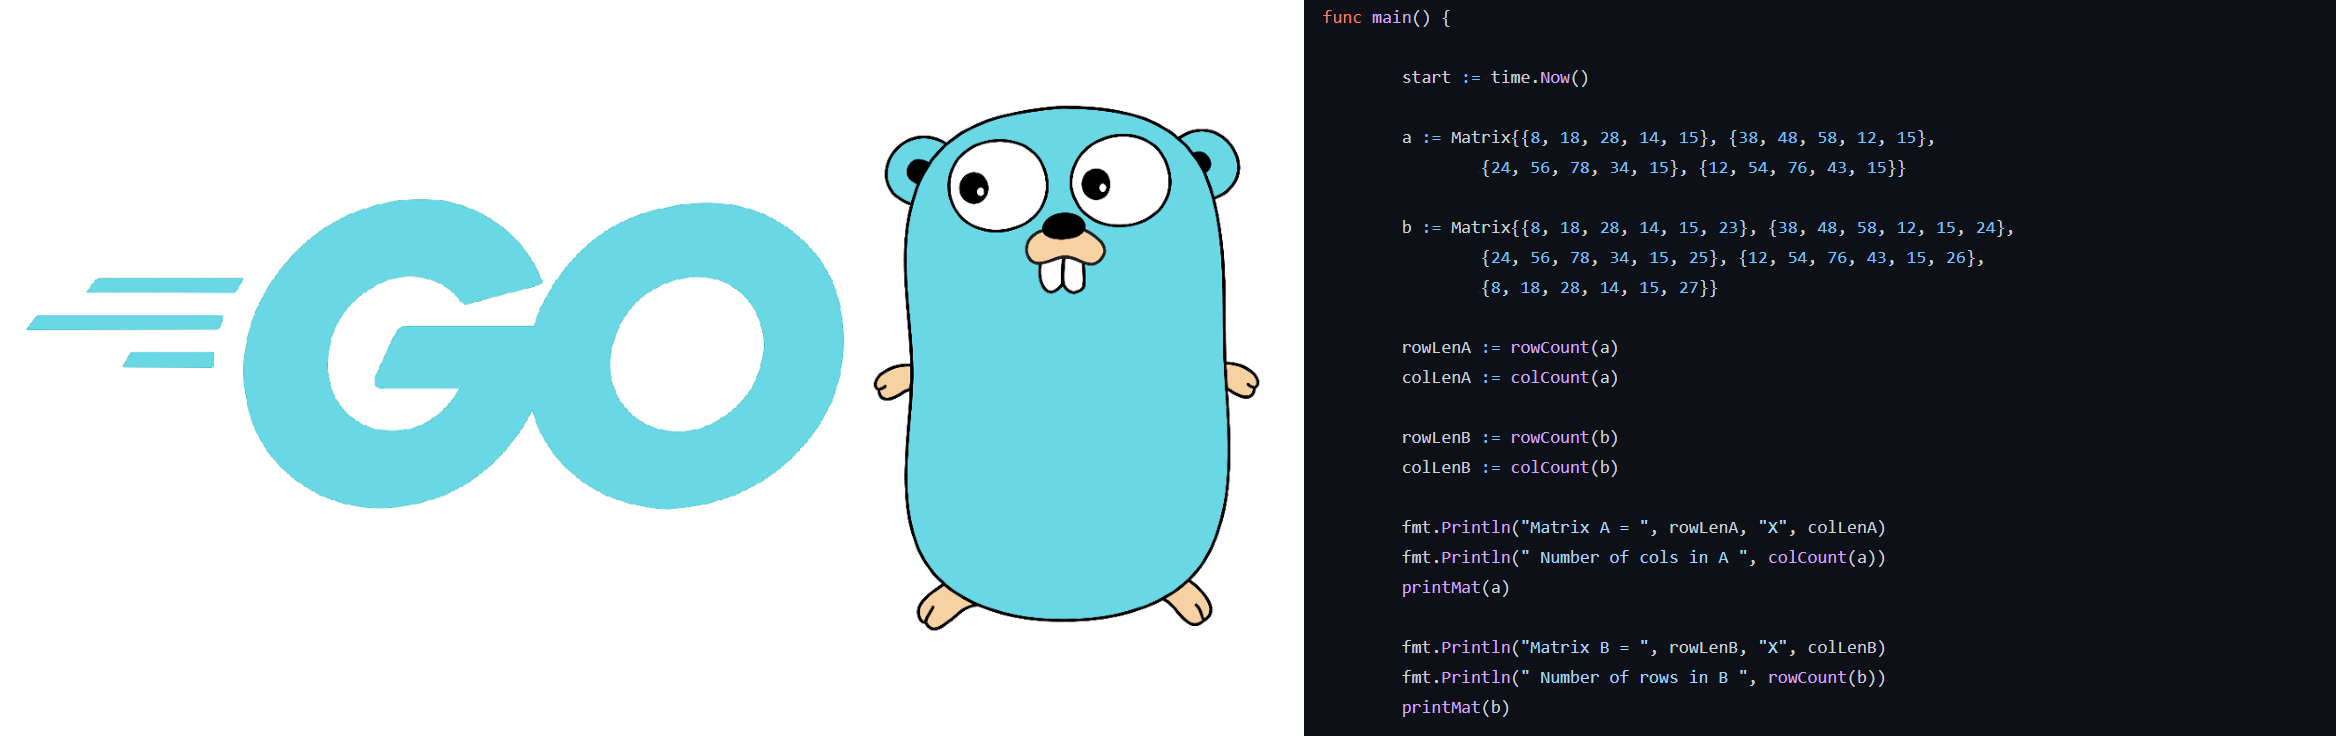 GO
func main() {
start := time.Now()
a := Matrix{{8, 18, 28, 14, 15}, {38, 48, 58, 12, 15},
{24, 56, 78, 34, 15}, {12, 54, 76, 43, 15}}
b := Matrix{{8, 18, 28, 14, 15, 23}, {38, 48, 58, 12, 15, 24},
{24, 56, 78, 34, 15, 25}, {12, 54, 76, 43, 15, 26},
{8, 18, 28, 14, 15, 27}}
rowLenA := rowCount(a)
colLenA := colCount(a)
rowLenB := rowCount(b)
colLenB := colCount(b)
fmt.Println("Matrix A = ", rowLenA, "X", colLenA)
fmt.Println(" Number of cols in A ", colCount(a))
printMat(a)
fmt.Println("Matrix B = ", rowLenB, "X", colLenB)
fmt.Println(" Number of rows in B ", rowCount(b))
printMat(b)